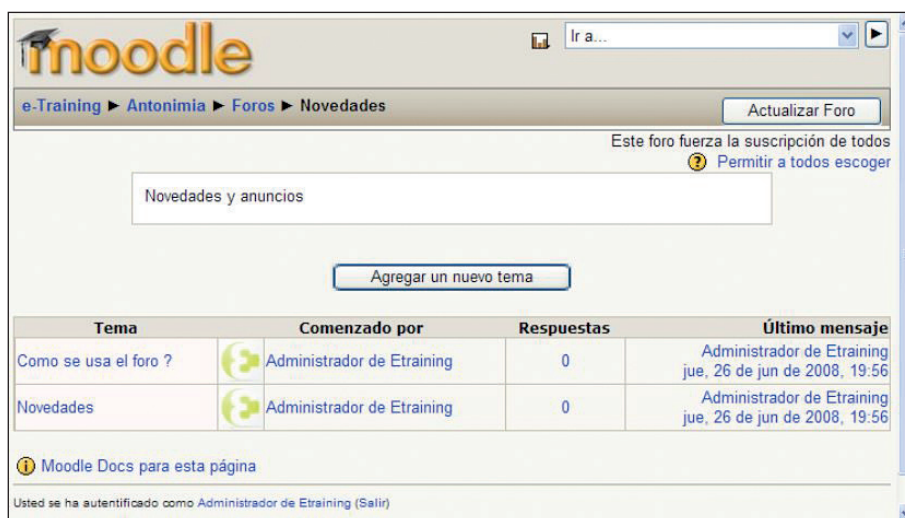 moodle
Ir a...
e-Training ► Antonimia ► Foros ► Novedades
Actualizar Foro
Este foro fuerza la suscripción de todos
Permitir a todos escoger
Novedades y anuncios
Agregar un nuevo tema
Tema Comenzado por Respuestas Último mensaje
Como se usa el foro ? Administrador de Etraining 0 Administrador de Etraining
jue, 26 de jun de 2008, 19:56
Novedades Administrador de Etraining 0 Administrador de Etraining
jue, 26 de jun de 2008, 19:56
Moodle Docs para esta página
Usted se ha autentificado como Administrador de Etraining (Salir)